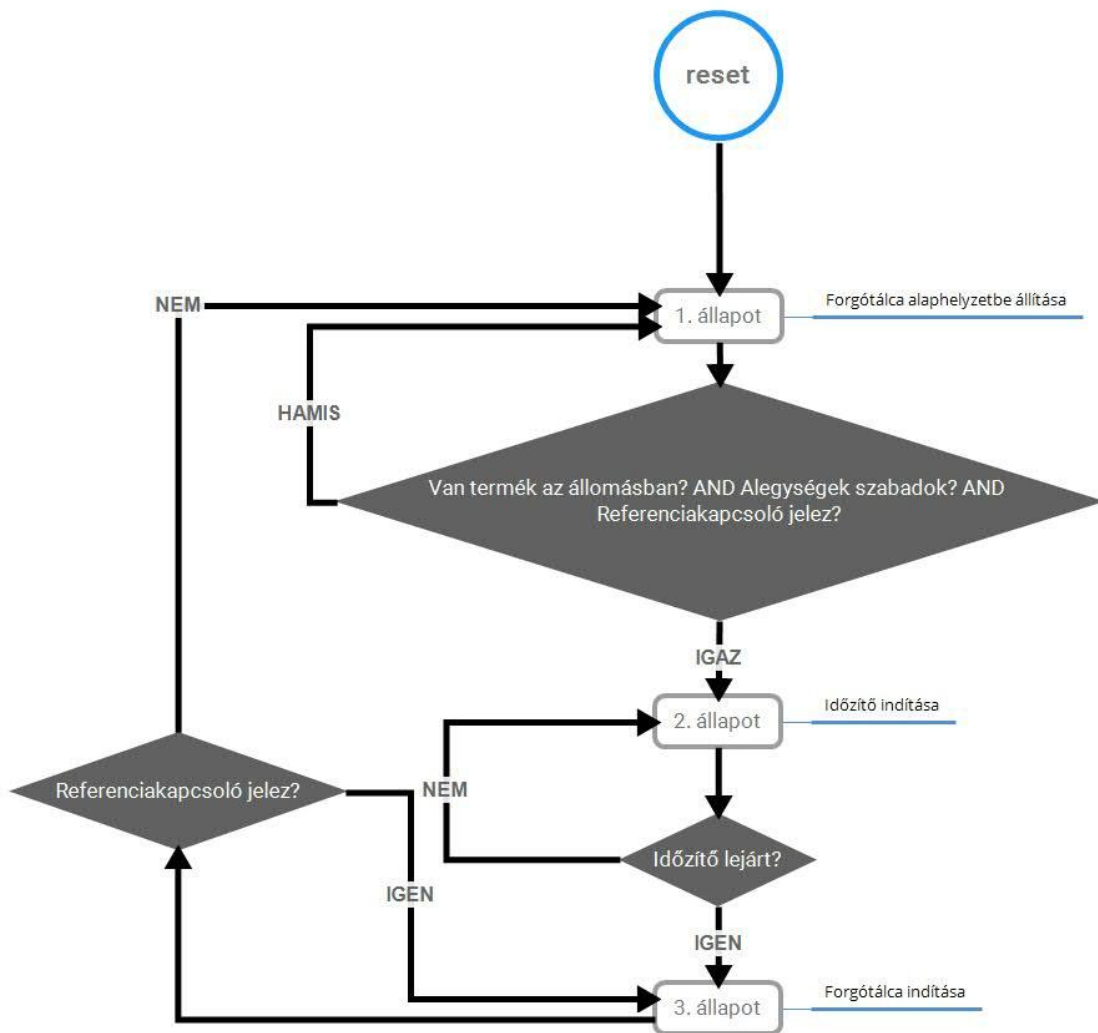 reset
NEM
1. állapot
Forgótálca alaphelyzetbe állítása
HAMIS
Van termék az állomásban? AND Alegységek szabadok? AND
Referenciakapcsoló jelez?
IGAZ
2. állapot
Időzítő indítása
Referenciakapcsoló jelez?
NEM
Időzítő lejárt?
IGEN
IGEN
3. állapot
Forgótálca indítása